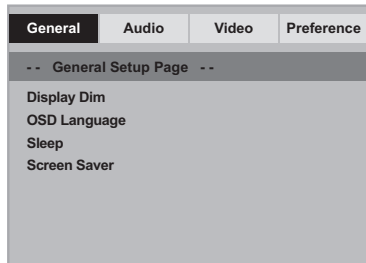 General Audio Video Preference
- - General Setup Page - -
Display Dim
OSD Language
Sleep
Screen Saver